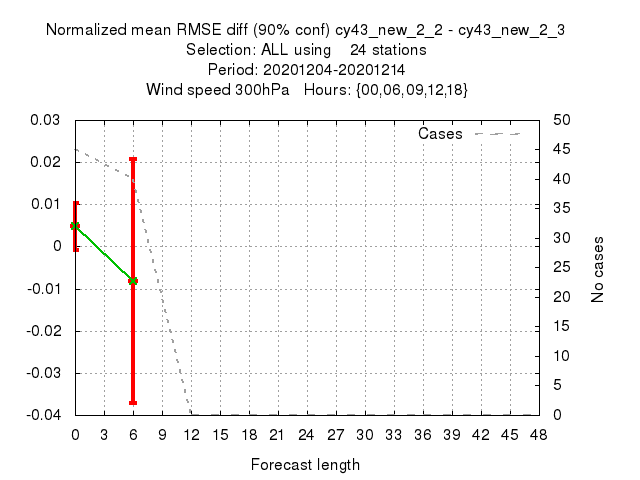 Normalized mean RMSE diff (90% conf) cy43_new_2_2 - cy43_new_2_3
Selection: ALL using    24 stations
Period: 20201204-20201214
Wind speed 300hPa   Hours: {00,06,09,12,18}
Cases
0.03
0.02
0.01
0
-0.01
-0.02
-0.03
-0.04
50
45
40
35
30
25
20
15
10
5
0
No cases
0 3 6 9 12 15 18 21 24 27 30 33 36 39 42 45 48
Forecast length